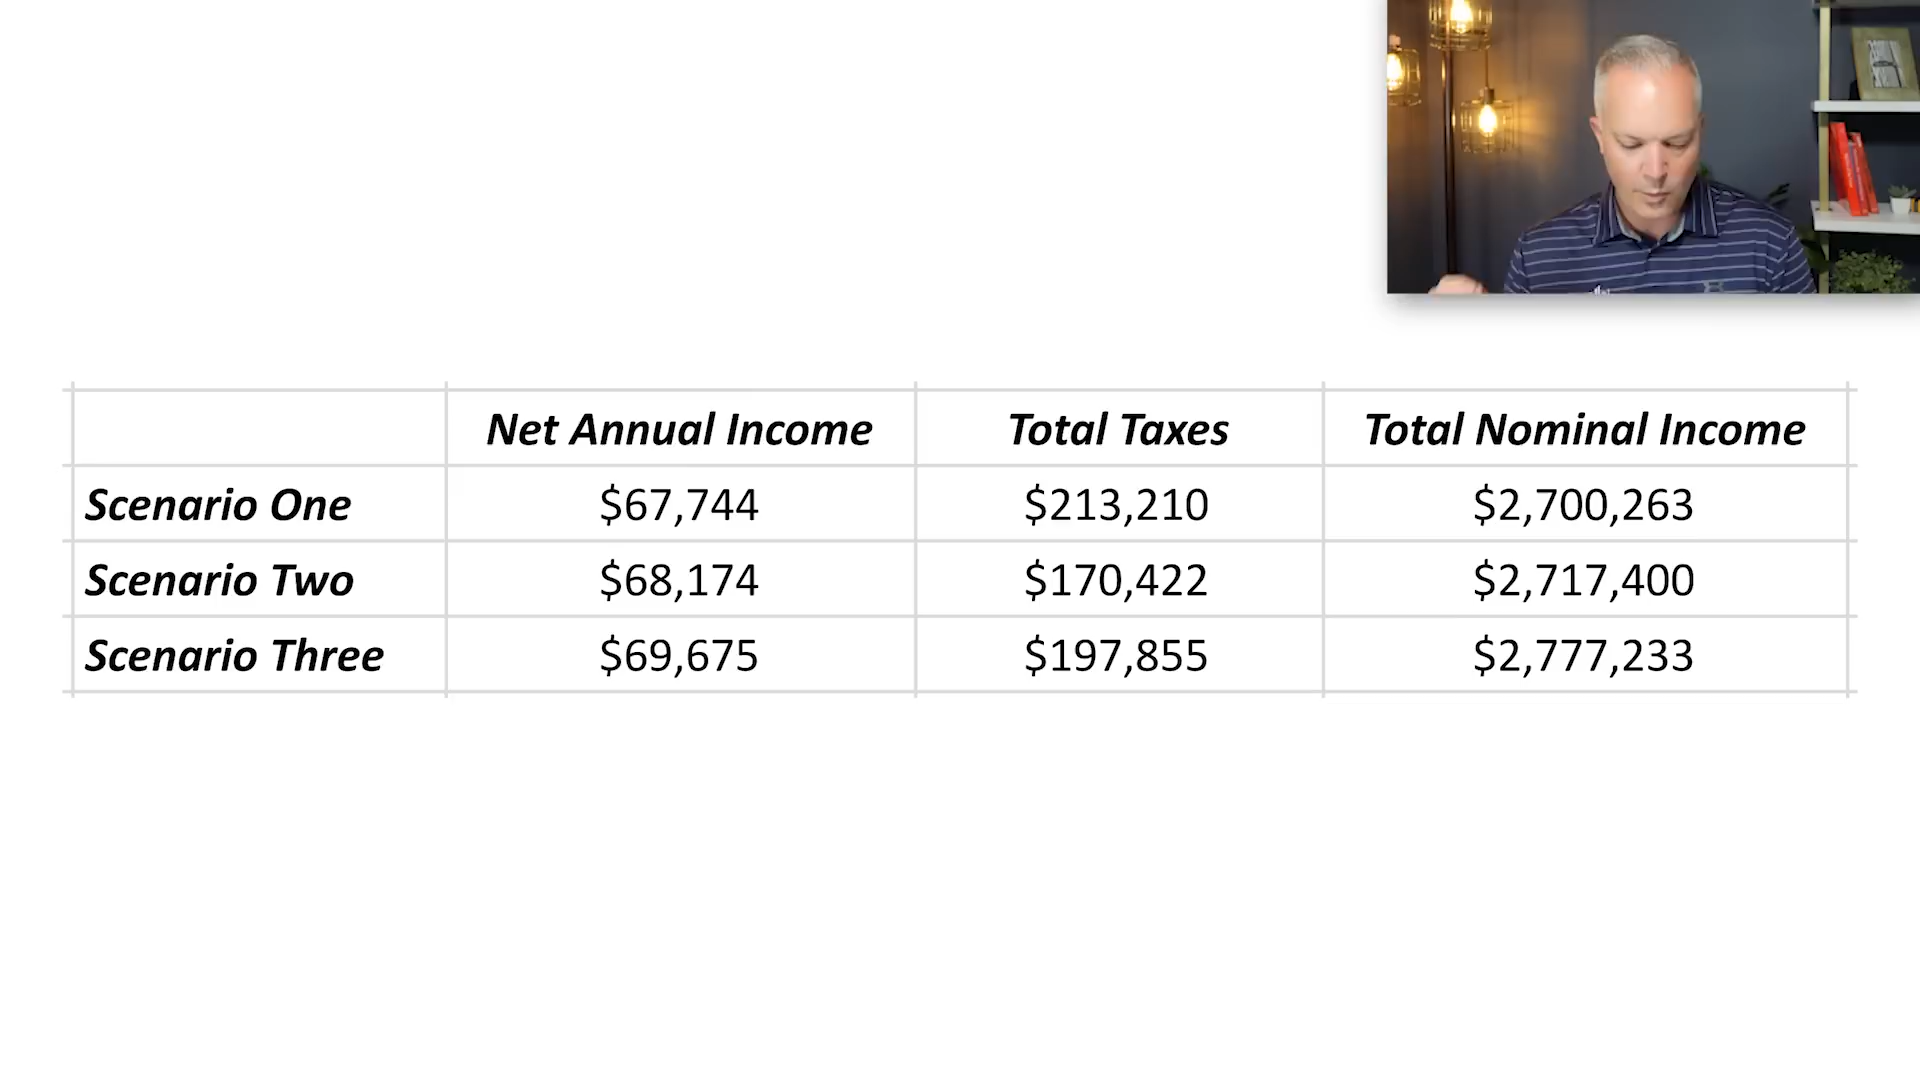 Net Annual Income Total Taxes Total Nominal Income
Scenario One $67,744 $213,210 $2,700,263
Scenario Two $68,174 $170,422 $2,717,400
Scenario Three $69,675 $197,855 $2,777,233